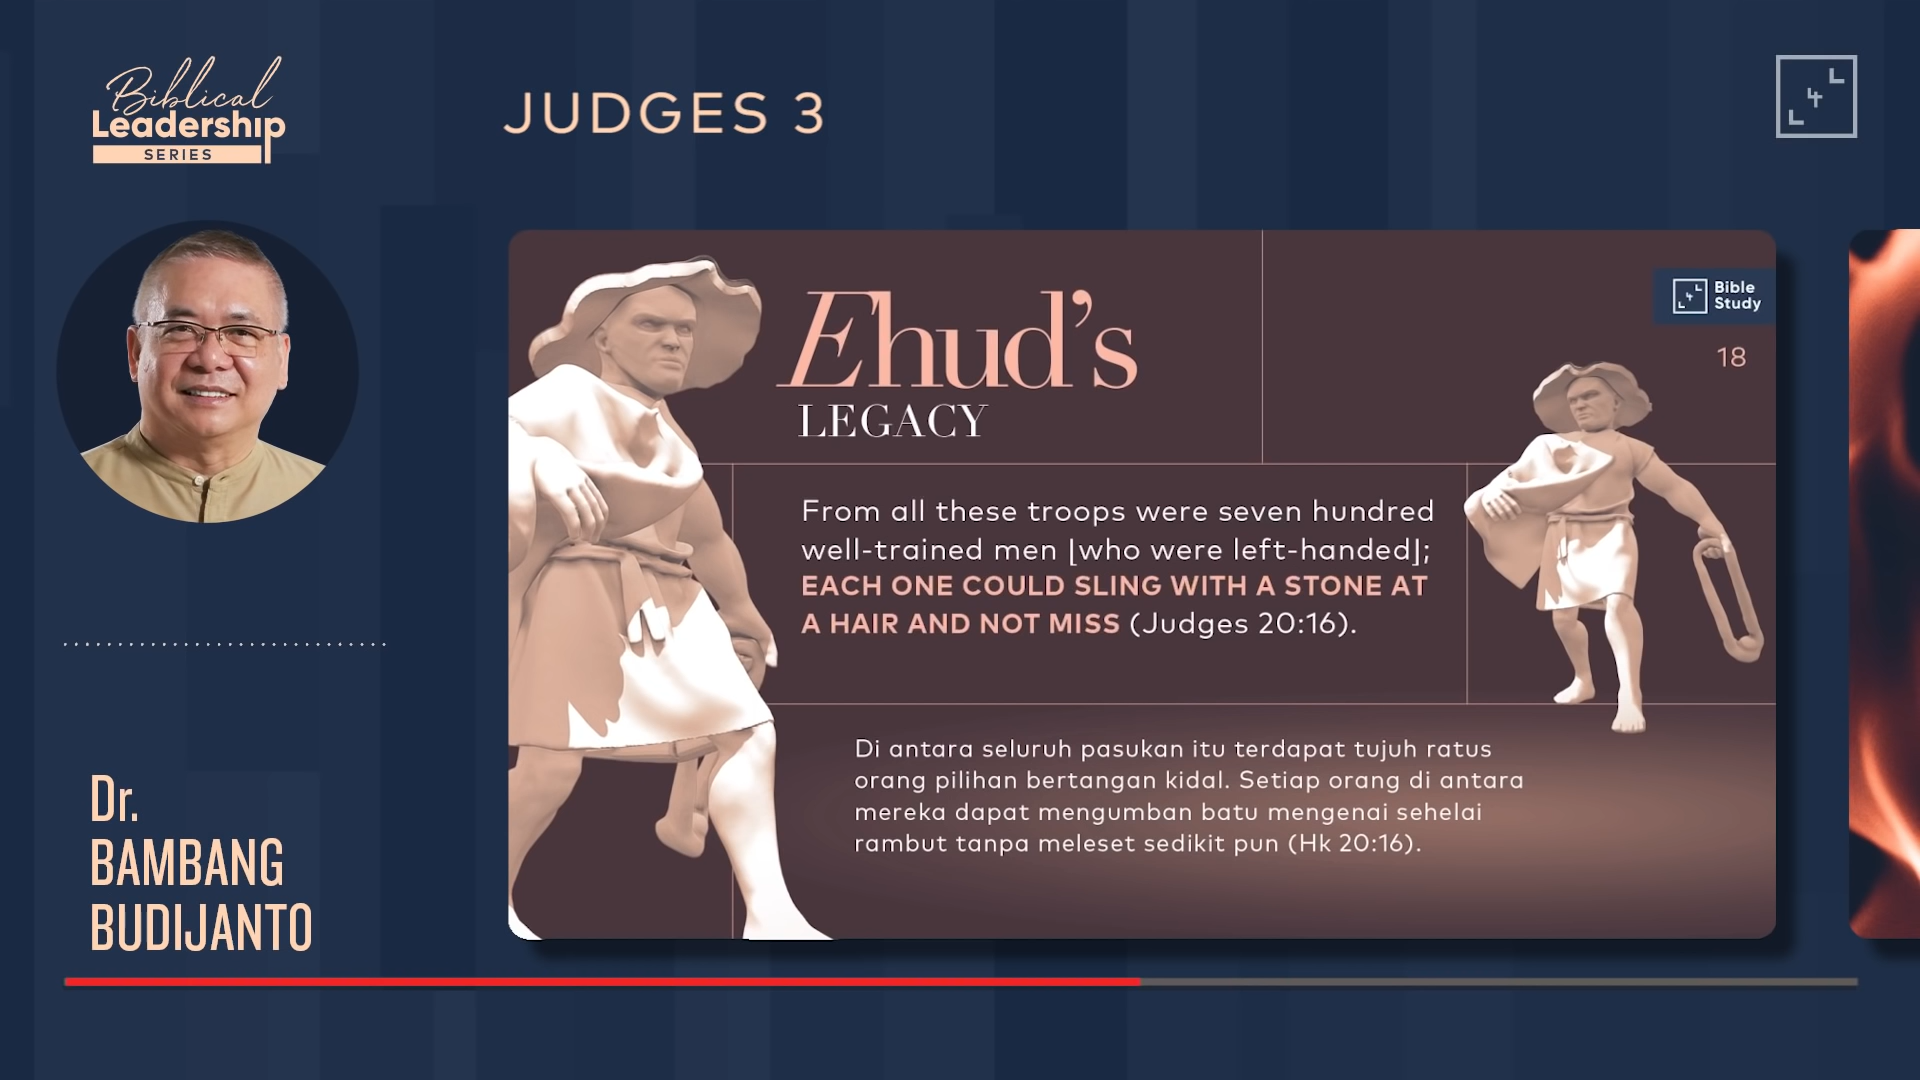 Biblical
Leadership
SERIES
JUDGES 3
Ehud's
LEGACY
Bible
Study
18
From all these troops were seven hundred
well-trained men ⌊who were left-handed⌋;
EACH ONE COULD SLING WITH A STONE AT
A HAIR AND NOT MISS (Judges 20:16).
Di antara seluruh pasukan itu terdapat tujuh ratus
orang pilihan bertangan kidal. Setiap orang di antara
mereka dapat mengumban batu mengenai sehelai
rambut tanpa meleset sedikit pun (Hk 20:16).
Dr.
BAMBANG
BUDIJANTO